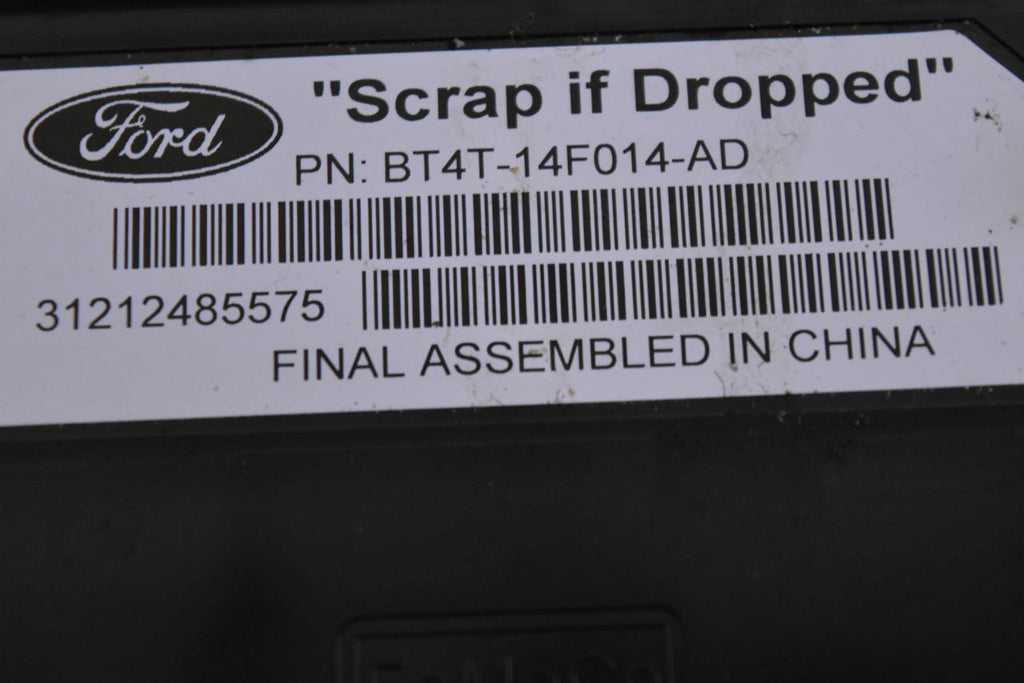 Ford
"Scrap if Dropped"
PN: BT4T-14F014-AD
31212485575
FINAL ASSEMBLED IN CHINA